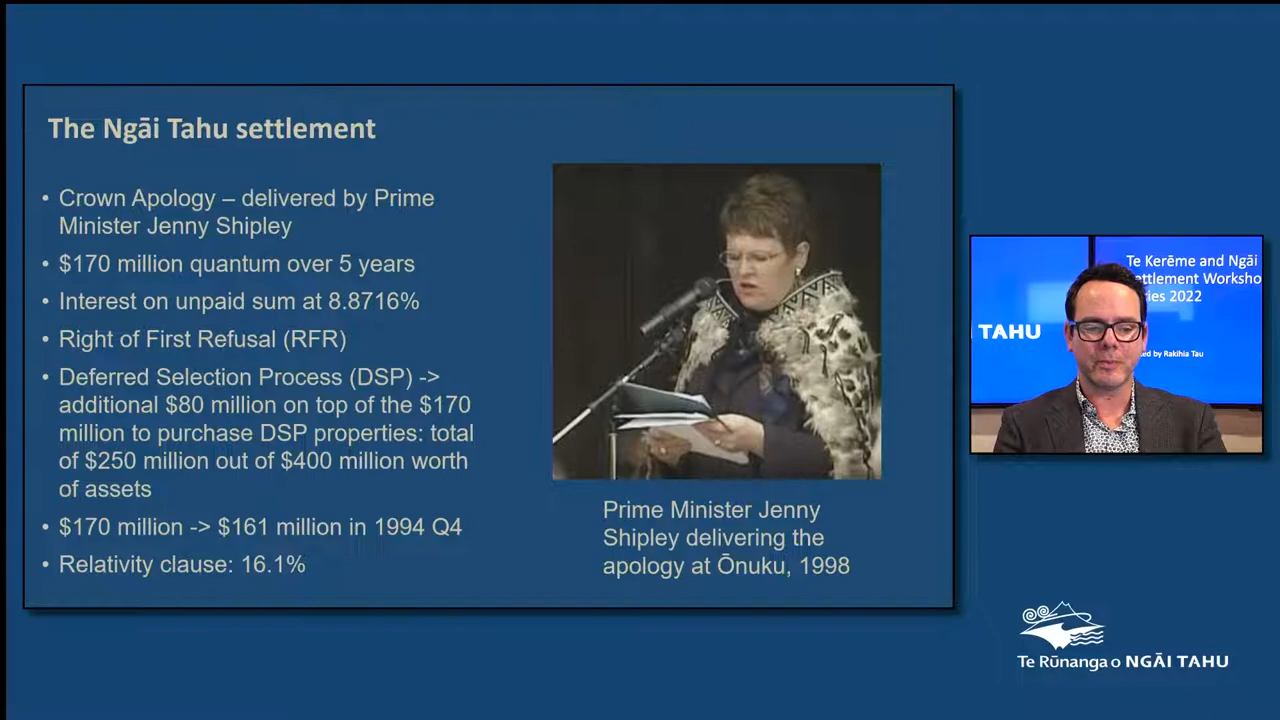 The Ngāi Tahu settlement
• Crown Apology – delivered by Prime
Minister Jenny Shipley
• $170 million quantum over 5 years
• Interest on unpaid sum at 8.8716%
• Right of First Refusal (RFR)
• Deferred Selection Process (DSP) ->
additional $80 million on top of the $170
million to purchase DSP properties: total
of $250 million out of $400 million worth
of assets
• $170 million -> $161 million in 1994 Q4
• Relativity clause: 16.1%
Prime Minister Jenny
Shipley delivering the
apology at Ōnuku, 1998
Te Kerēme and Ngāi
ettlement Worksho
ies 2022
TAHU
ed by Rakihia Tau
Te Rūnanga o NGĀI TAHU